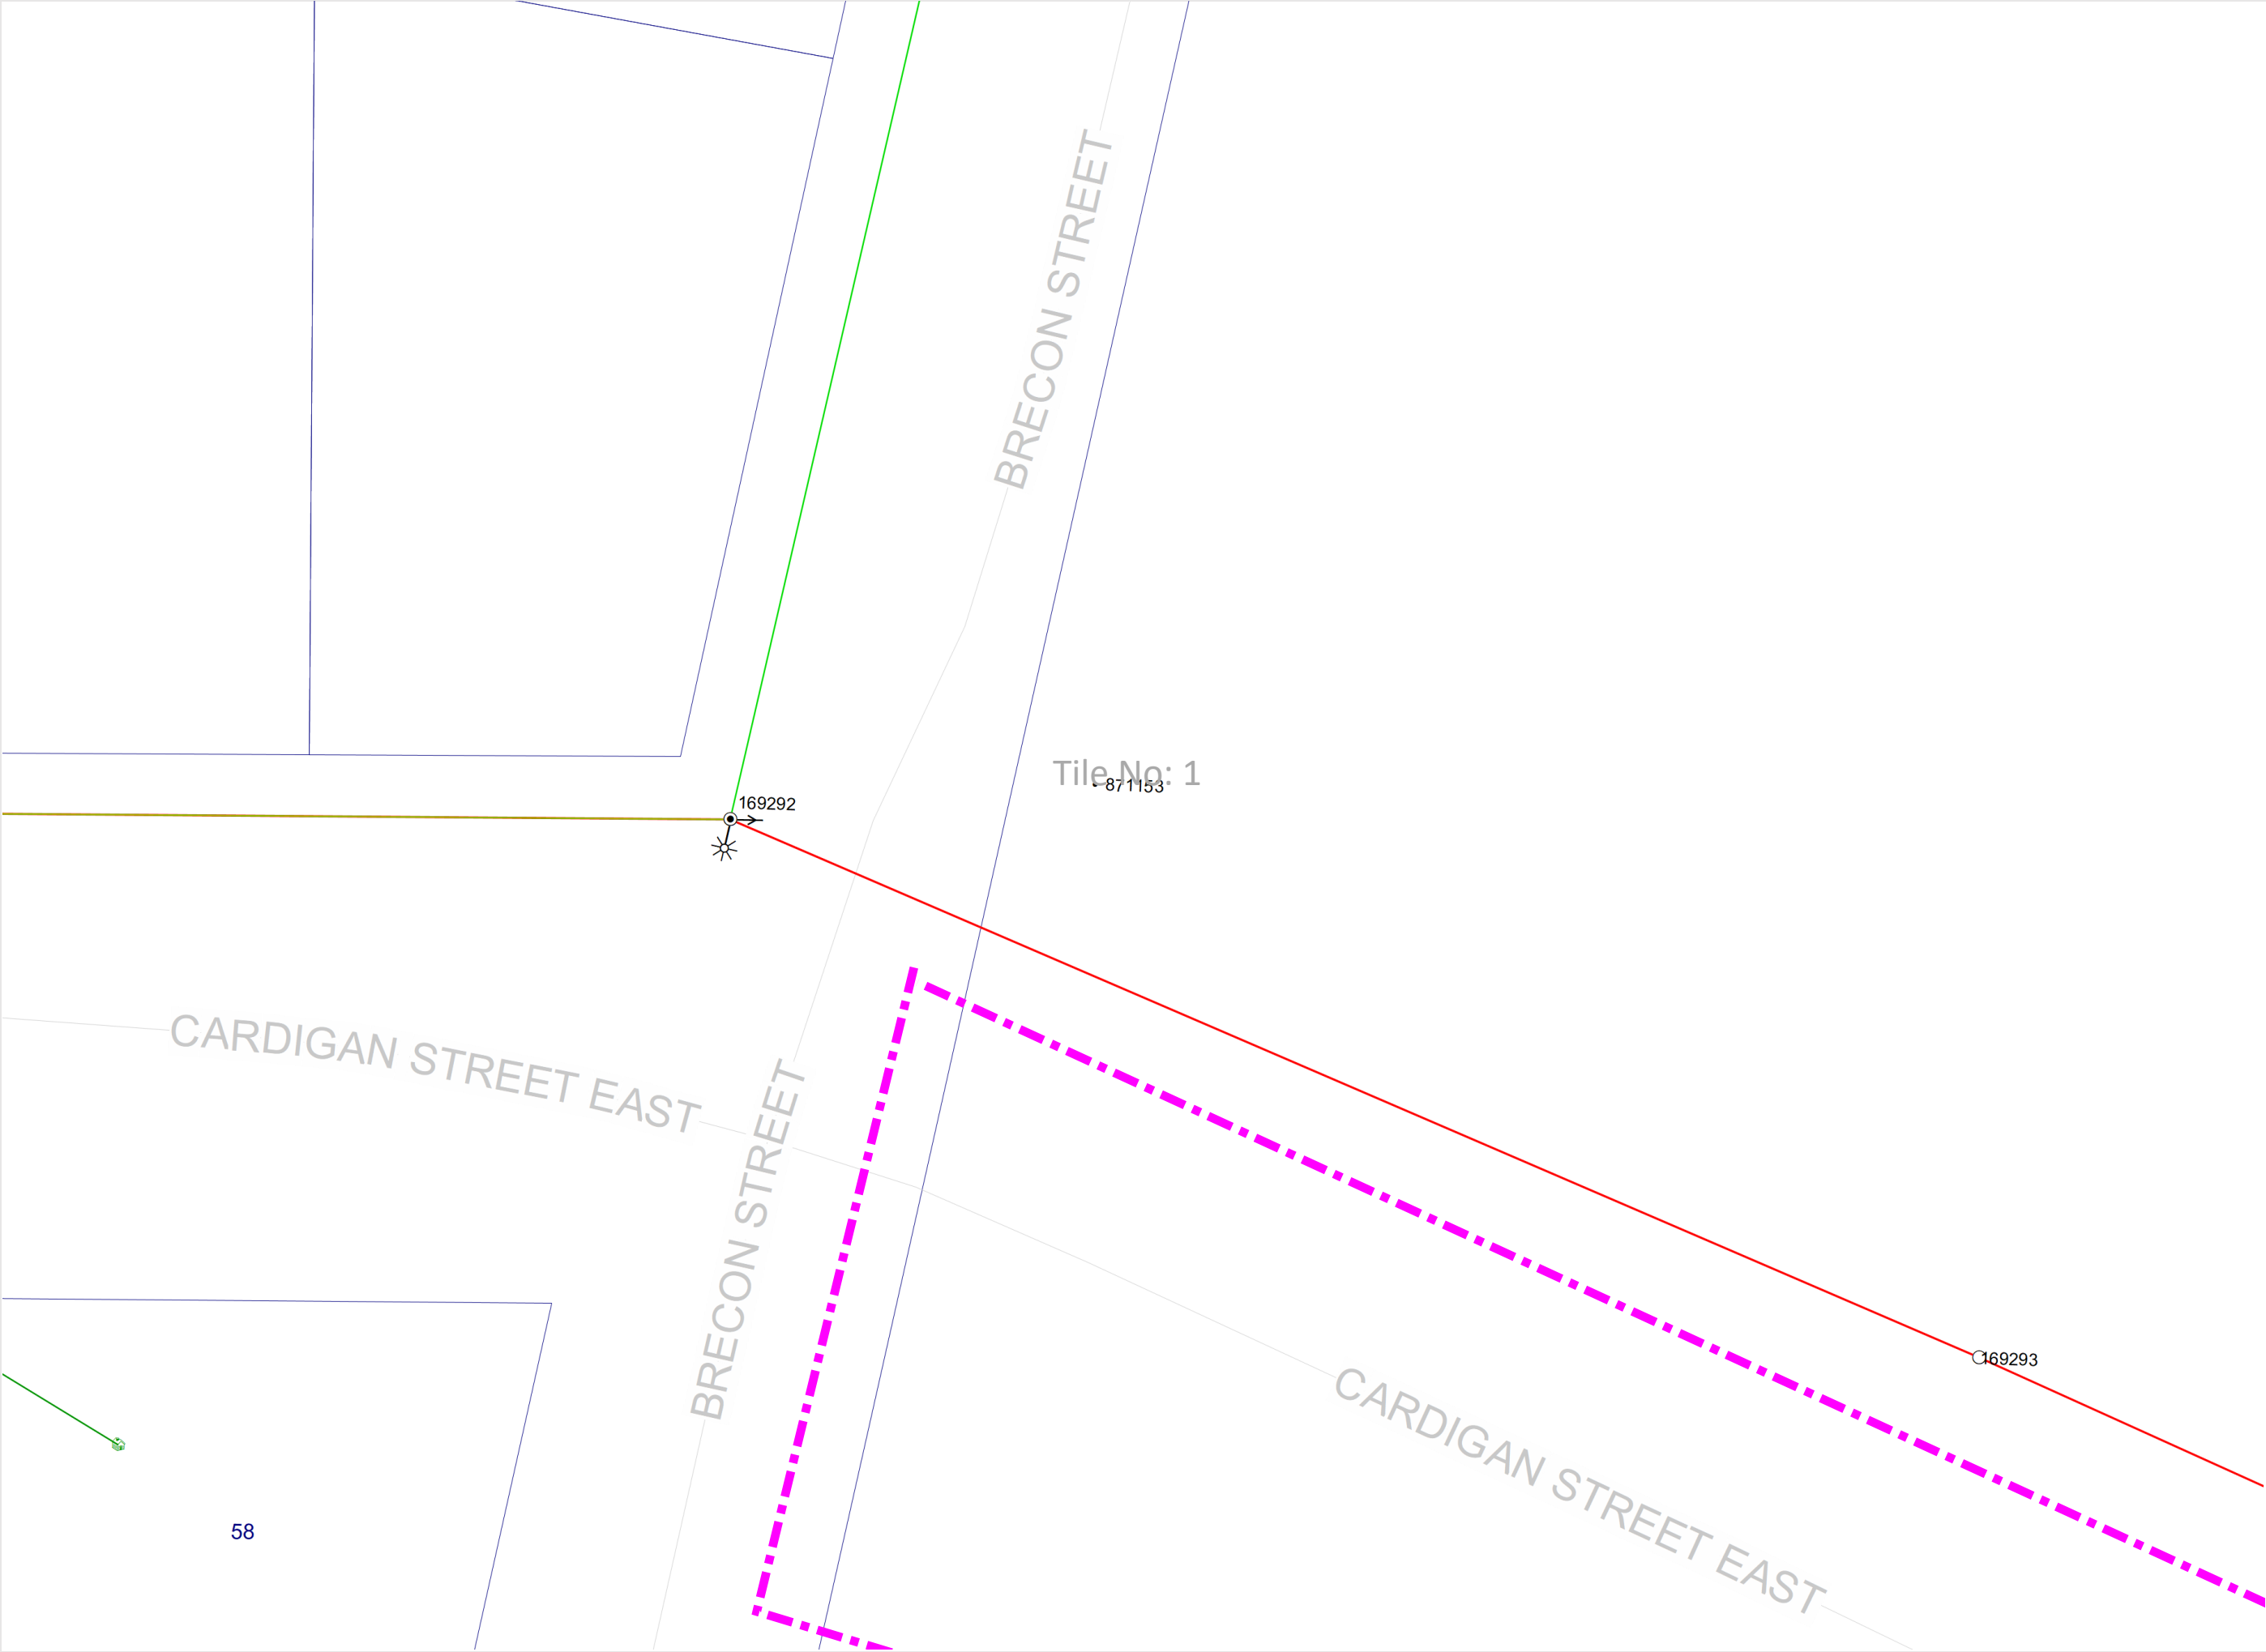 BRECON STREET
Tile No: 1
871153
169292
CARDIGAN STREET EAST
BRECON STREET
169293
CARDIGAN STREET EAST
58